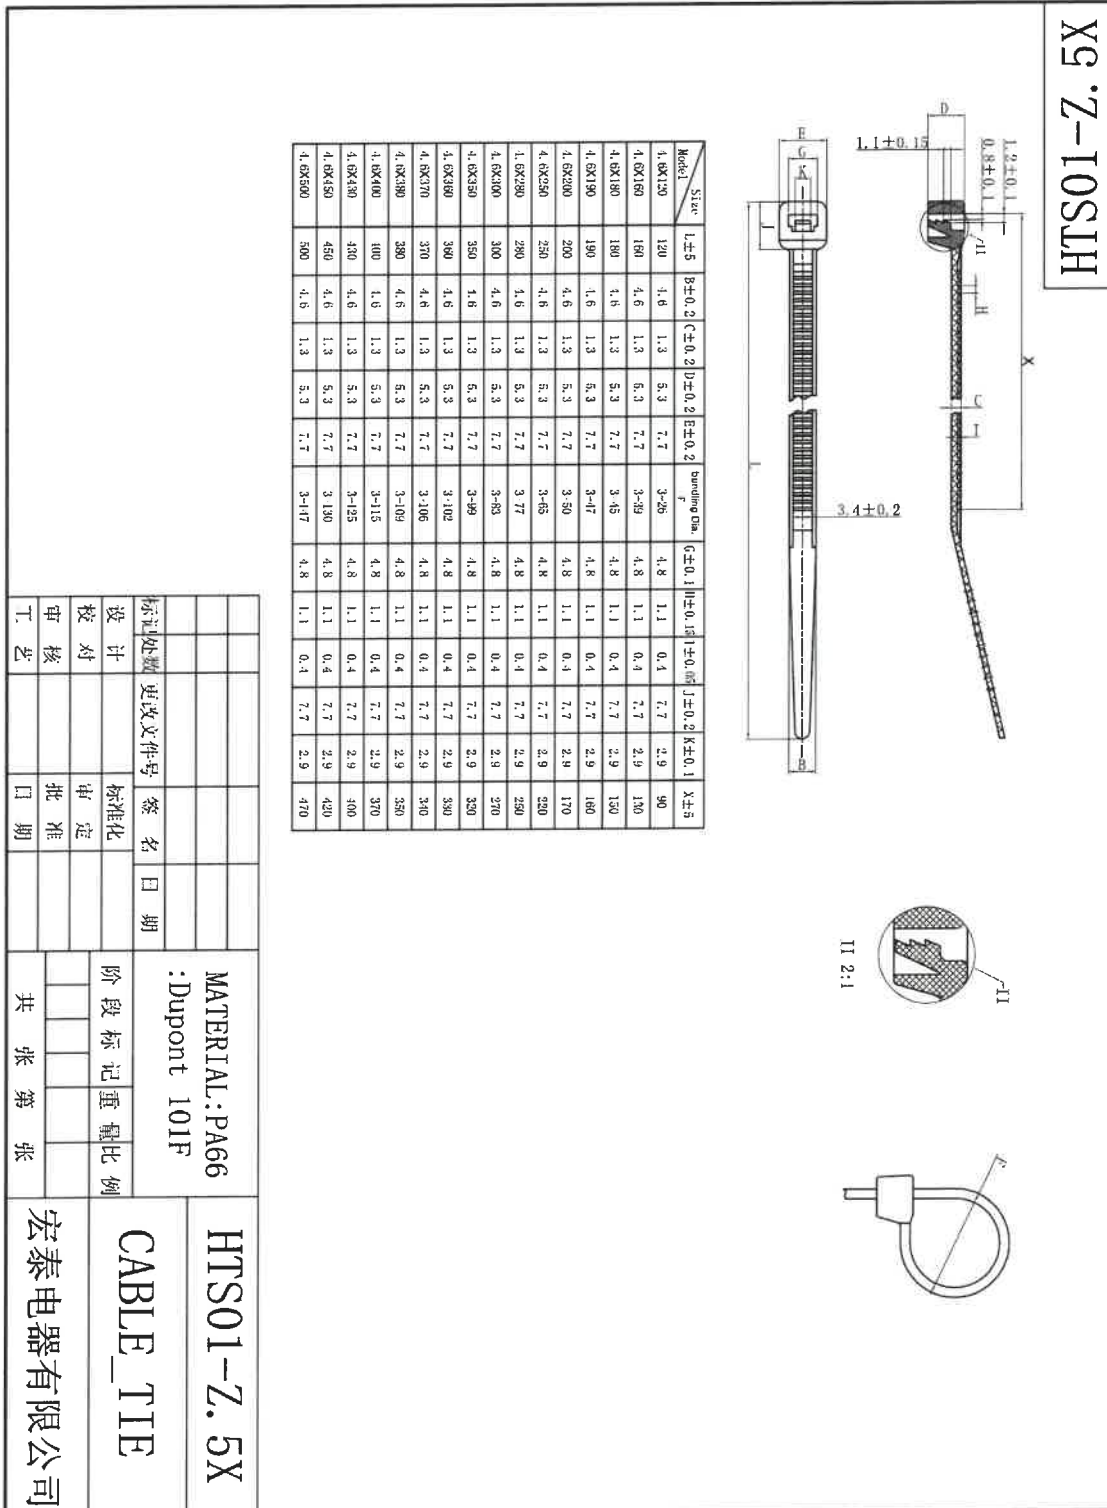 HTS01-Z.5X
1.2±0.1
0.8±0.1
1.1±0.15
D
II
H
X
C
I
E
G
K
J
L
3.4±0.2
B
II
II 2:1
F
Model Size L±5 B±0.2 C±0.2 D±0.2 E±0.2 bundling Dia. F G±0.1 H±0.15 I±0.05 J±0.2 K±0.1 X±5
4.6X120 120 4.6 1.3 5.3 7.7 3-26 4.8 1.1 0.4 7.7 2.9 90
4.6X160 160 4.6 1.3 5.3 7.7 3-39 4.8 1.1 0.4 7.7 2.9 130
4.6X180 180 4.6 1.3 5.3 7.7 3-45 4.8 1.1 0.4 7.7 2.9 150
4.6X190 190 4.6 1.3 5.3 7.7 3-47 4.8 1.1 0.4 7.7 2.9 160
4.6X200 200 4.6 1.3 5.3 7.7 3-50 4.8 1.1 0.4 7.7 2.9 170
4.6X250 250 4.6 1.3 5.3 7.7 3-65 4.8 1.1 0.4 7.7 2.9 220
4.6X280 280 4.6 1.3 5.3 7.7 3-77 4.8 1.1 0.4 7.7 2.9 250
4.6X300 300 4.6 1.3 5.3 7.7 3-83 4.8 1.1 0.4 7.7 2.9 270
4.6X350 350 4.6 1.3 5.3 7.7 3-99 4.8 1.1 0.4 7.7 2.9 320
4.6X360 360 4.6 1.3 5.3 7.7 3-102 4.8 1.1 0.4 7.7 2.9 330
4.6X370 370 4.6 1.3 5.3 7.7 3-106 4.8 1.1 0.4 7.7 2.9 340
4.6X380 380 4.6 1.3 5.3 7.7 3-109 4.8 1.1 0.4 7.7 2.9 350
4.6X400 400 4.6 1.3 5.3 7.7 3-115 4.8 1.1 0.4 7.7 2.9 370
4.6X430 430 4.6 1.3 5.3 7.7 3-125 4.8 1.1 0.4 7.7 2.9 400
4.6X450 450 4.6 1.3 5.3 7.7 3-130 4.8 1.1 0.4 7.7 2.9 420
4.6X500 500 4.6 1.3 5.3 7.7 3-147 4.8 1.1 0.4 7.7 2.9 470
标记 处数 更改文件号 签名 日期
设计 标准化
校对 审定
审核 批准
工艺 日期
MATERIAL:PA66
:Dupont 101F
阶段标记 重量 比例
共 张 第 张
HTS01-Z.5X
CABLE_TIE
宏泰电器有限公司